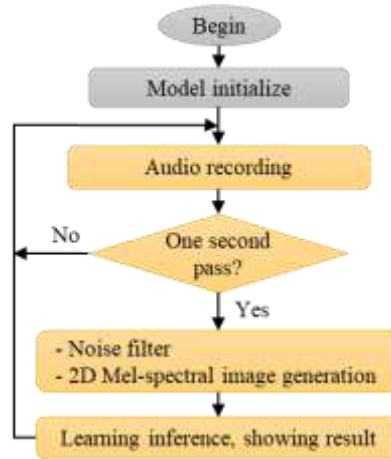 Begin
Model initialize
Audio recording
One second
pass?
No
Yes
- Noise filter
- 2D Mel-spectral image generation
Learning inference, showing result